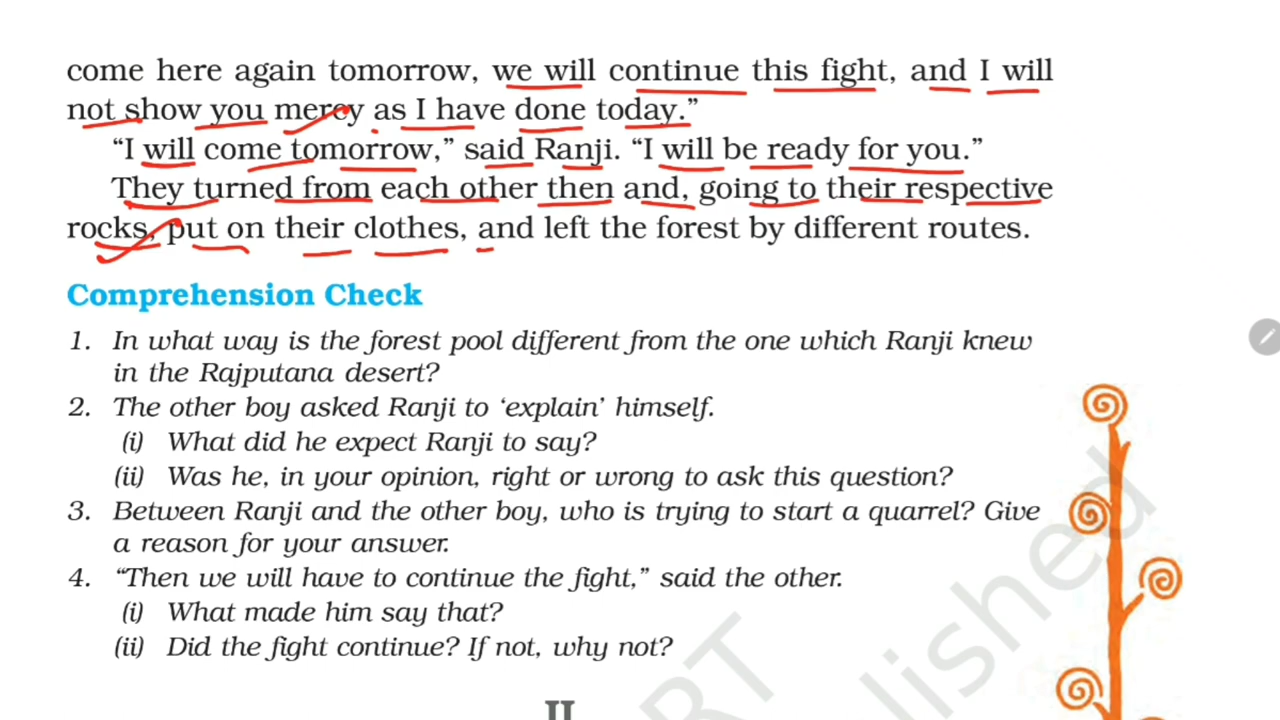 come here again tomorrow, we will continue this fight, and I will
not show you mercy as I have done today.”
“I will come tomorrow,” said Ranji. “I will be ready for you.”
They turned from each other then and, going to their respective
rocks, put on their clothes, and left the forest by different routes.
Comprehension Check
1. In what way is the forest pool different from the one which Ranji knew
in the Rajputana desert?
2. The other boy asked Ranji to ‘explain’ himself.
(i) What did he expect Ranji to say?
(ii) Was he, in your opinion, right or wrong to ask this question?
3. Between Ranji and the other boy, who is trying to start a quarrel? Give
a reason for your answer.
4. “Then we will have to continue the fight,” said the other.
(i) What made him say that?
(ii) Did the fight continue? If not, why not?
II